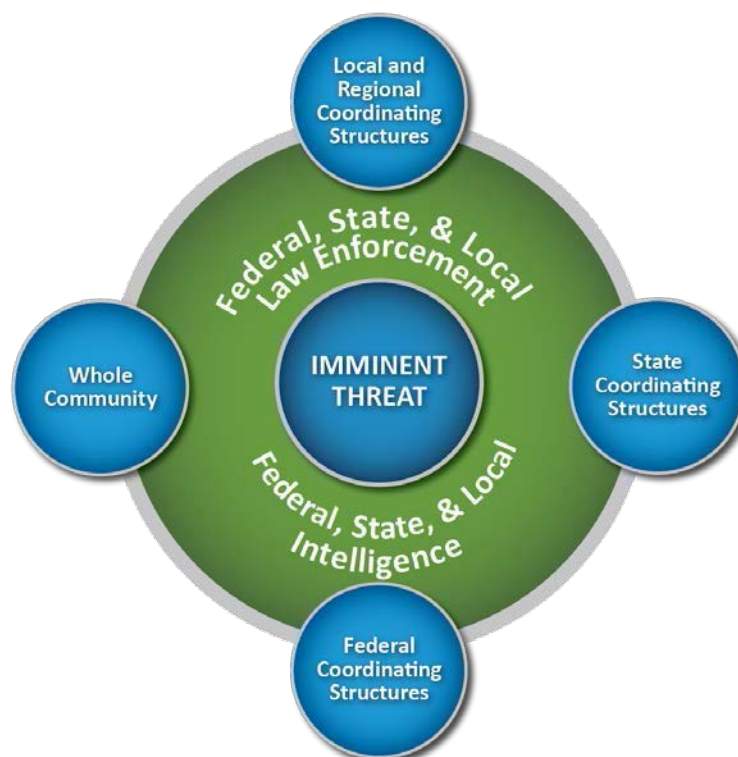 Local and
Regional
Coordinating
Structures
Federal, State, & Local
Law Enforcement
Whole
Community
IMMINENT
THREAT
State
Coordinating
Structures
Federal, State, & Local
Intelligence
Federal
Coordinating
Structures